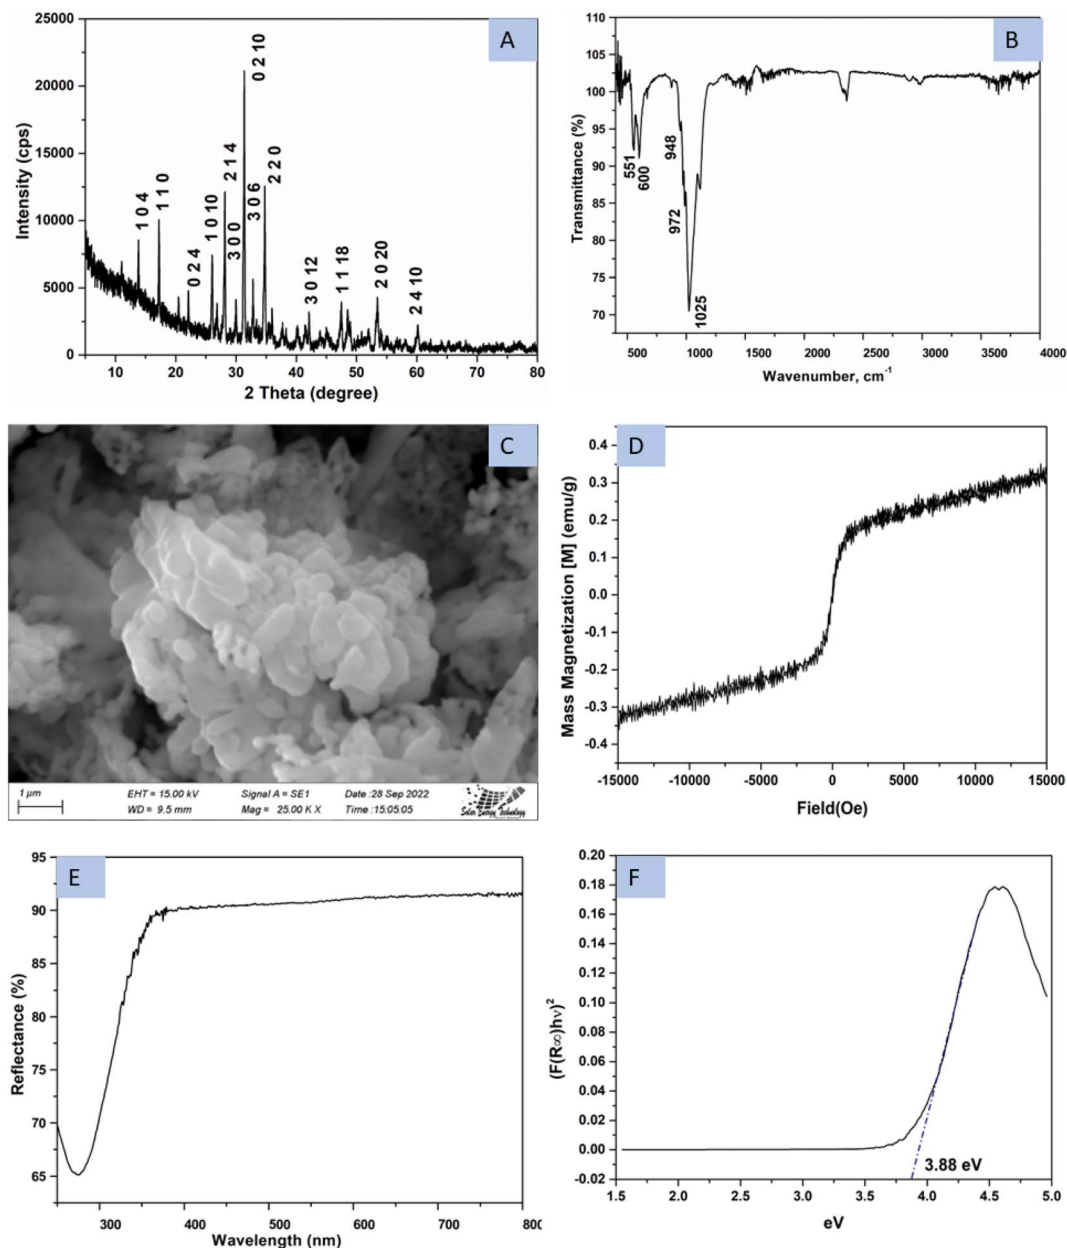 A
25000
20000
15000
10000
5000
0
Intensity (cps)
1 0 4
1 1 0
0 2 4
1 0 10
2 1 4
3 0 0
0 2 10
3 0 6
2 2 0
3 0 12
1 1 18
2 0 20
2 4 10
10 20 30 40 50 60 70 80
2 Theta (degree)
B
110
105
100
95
90
85
80
75
70
Transmittance (%)
551
600
948
972
1025
500 1000 1500 2000 2500 3000 3500 4000
Wavenumber, cm⁻¹
C
1 µm
EHT = 15.00 kV Signal A = SE1 Date :28 Sep 2022
WD = 9.5 mm Mag = 25.00 K X Time :15:05:05
Solar Energy Technology
D
0.4
0.3
0.2
0.1
0.0
-0.1
-0.2
-0.3
-0.4
Mass Magnetization [M] (emu/g)
-15000 -10000 -5000 0 5000 10000 15000
Field(Oe)
E
95
90
85
80
75
70
65
Reflectance (%)
300 400 500 600 700 800
Wavelength (nm)
F
0.20
0.18
0.16
0.14
0.12
0.10
0.08
0.06
0.04
0.02
0.00
-0.02
(F(R∞)hν)²
3.88 eV
1.5 2.0 2.5 3.0 3.5 4.0 4.5 5.0
eV